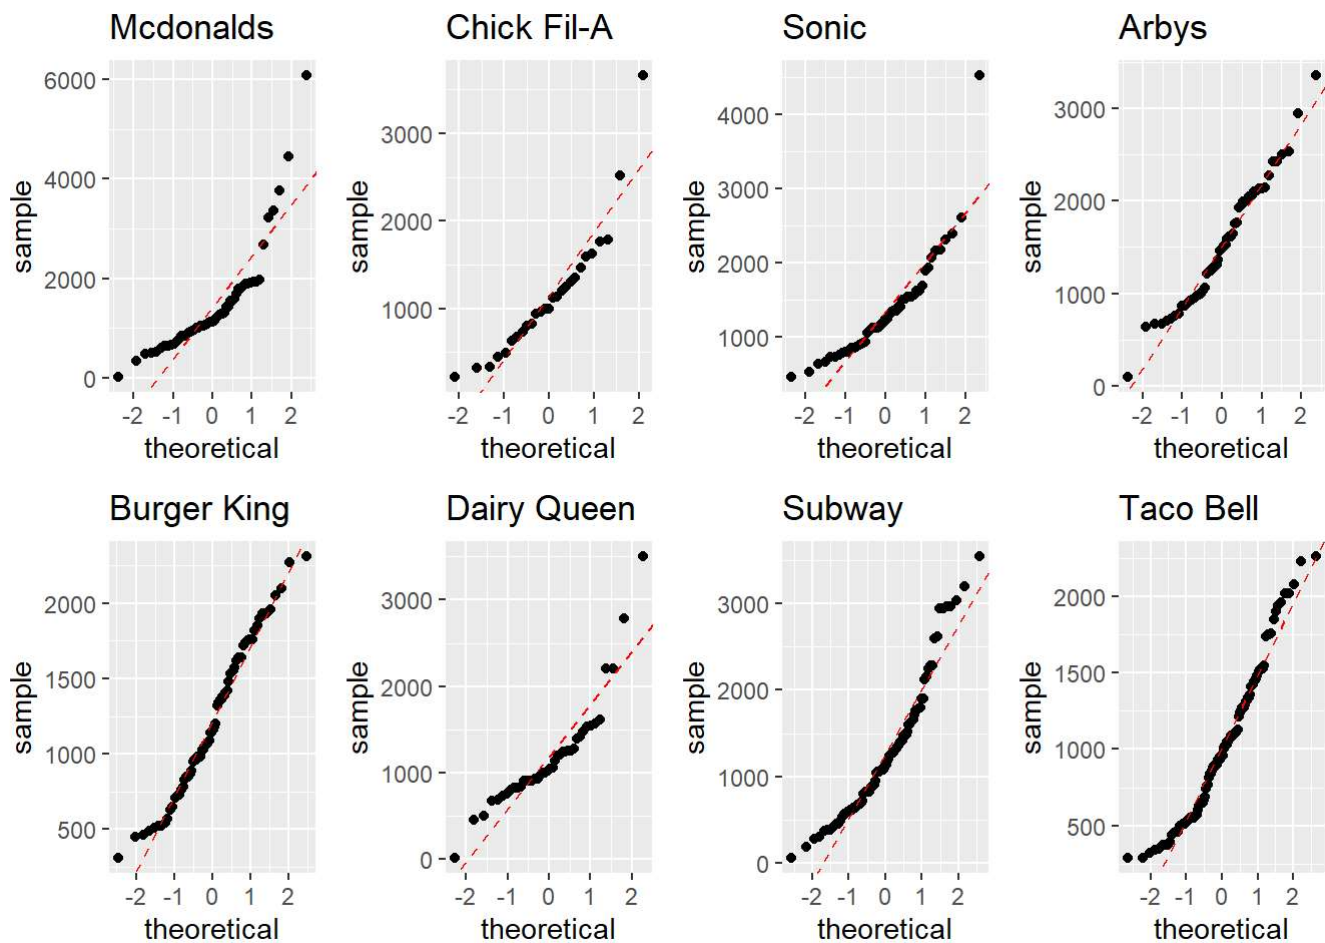 Mcdonalds
6000
4000
2000
0
-2 -1 0 1 2
sample
theoretical
Chick Fil-A
3000
2000
1000
-2 -1 0 1 2
sample
theoretical
Sonic
4000
3000
2000
1000
-2 -1 0 1 2
sample
theoretical
Arbys
3000
2000
1000
0
-2 -1 0 1 2
sample
theoretical
Burger King
2000
1500
1000
500
-2 -1 0 1 2
sample
theoretical
Dairy Queen
3000
2000
1000
0
-2 -1 0 1 2
sample
theoretical
Subway
3000
2000
1000
0
-2 -1 0 1 2
sample
theoretical
Taco Bell
2000
1500
1000
500
-2 -1 0 1 2
sample
theoretical